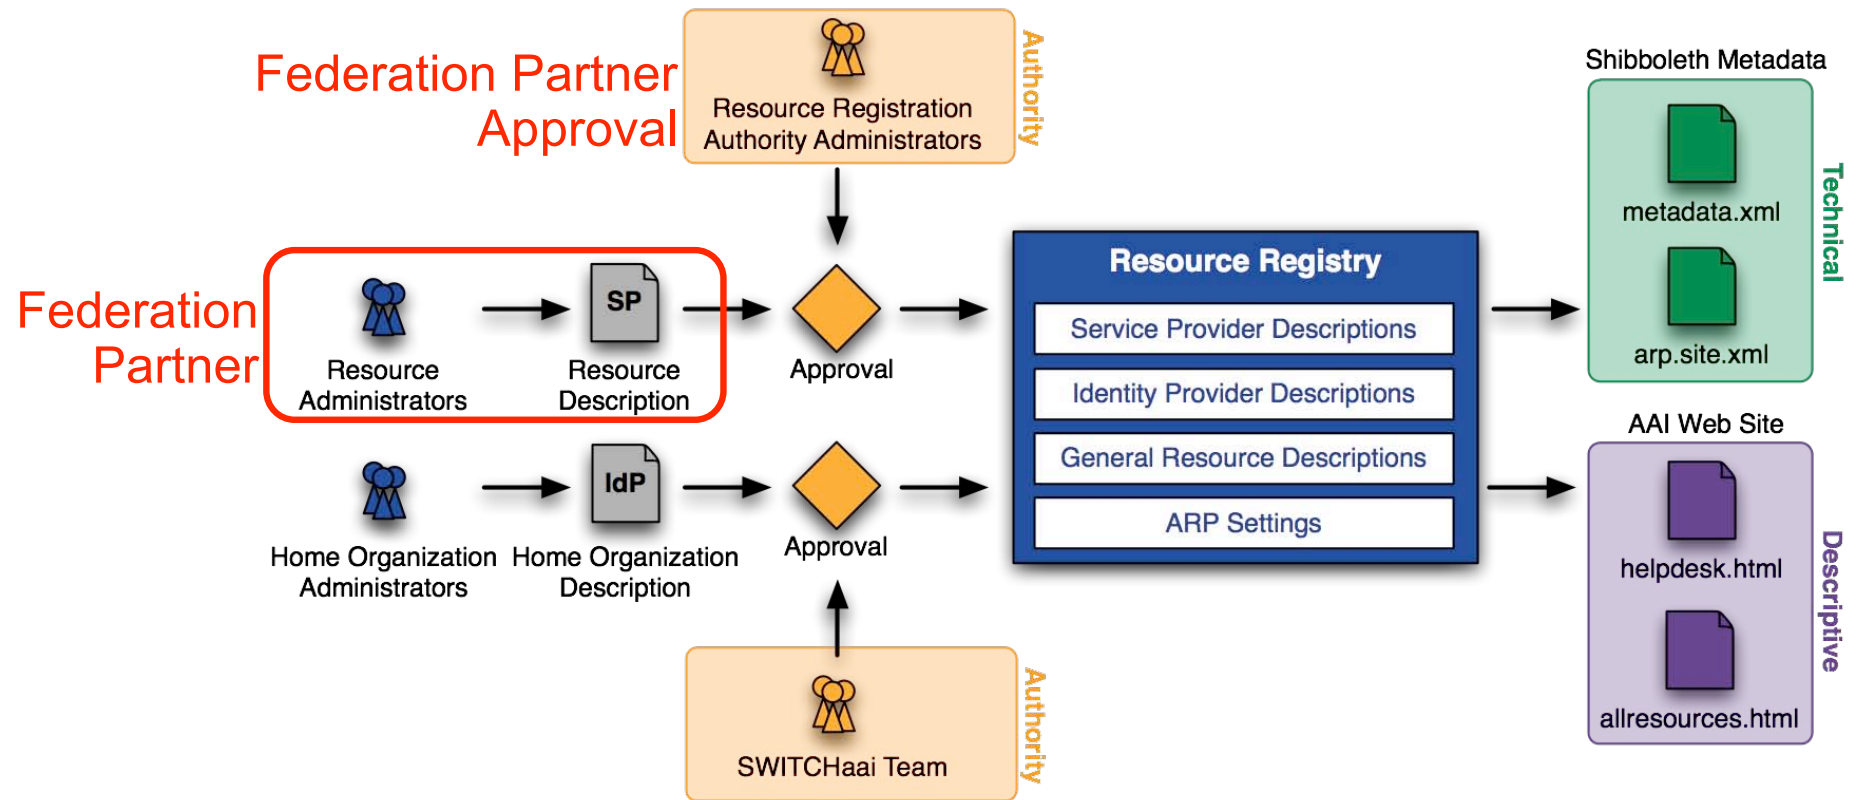 Federation Partner
Approval
Resource Registration
Authority Administrators
Authority
Federation
Partner
Resource
Administrators
SP
Resource
Description
Approval
Home Organization
Administrators
IdP
Home Organization
Description
Approval
SWITCHaai Team
Authority
Resource Registry
Service Provider Descriptions
Identity Provider Descriptions
General Resource Descriptions
ARP Settings
Shibboleth Metadata
metadata.xml
arp.site.xml
Technical
AAI Web Site
helpdesk.html
allresources.html
Descriptive